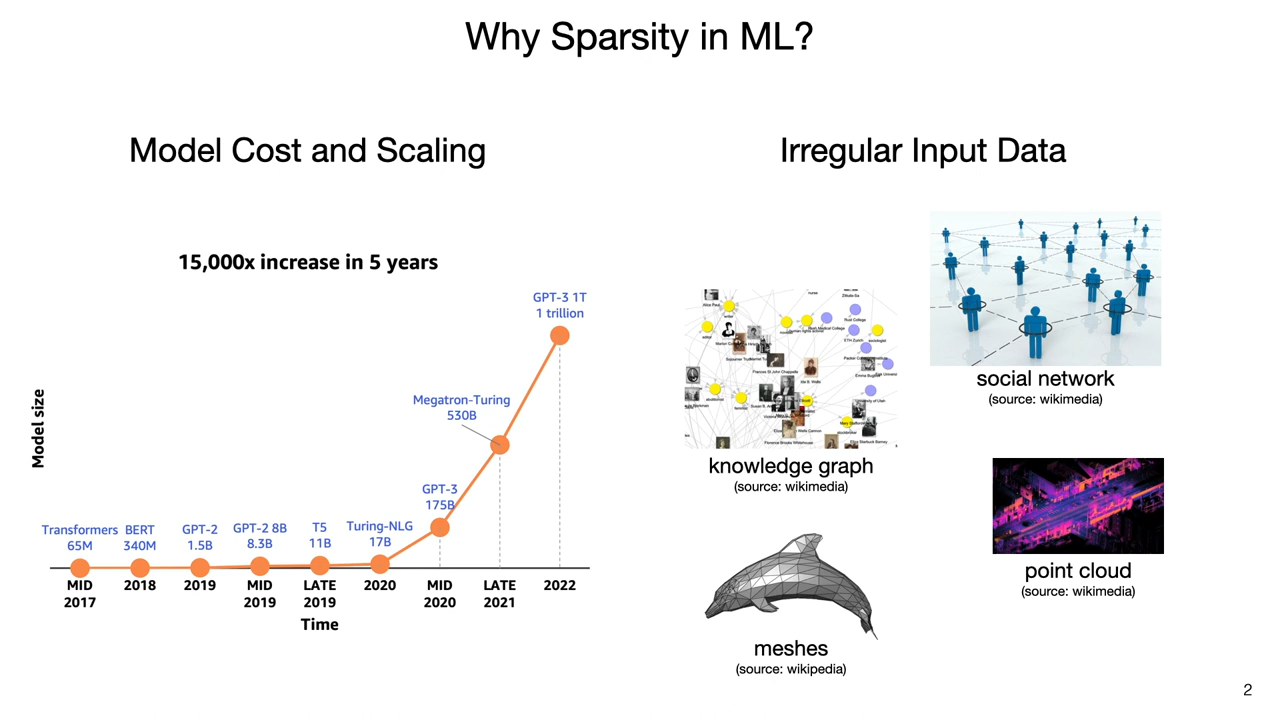 Why Sparsity in ML?
Model Cost and Scaling
15,000x increase in 5 years
Model size
GPT-3 1T
1 trillion
Megatron-Turing
530B
GPT-3
175B
Transformers
65M
BERT
340M
GPT-2
1.5B
GPT-2 8B
8.3B
T5
11B
Turing-NLG
17B
MID
2017
2018
2019
MID
2019
LATE
2019
2020
MID
2020
LATE
2021
2022
Time
Irregular Input Data
knowledge graph
(source: wikimedia)
social network
(source: wikimedia)
meshes
(source: wikipedia)
point cloud
(source: wikimedia)
2